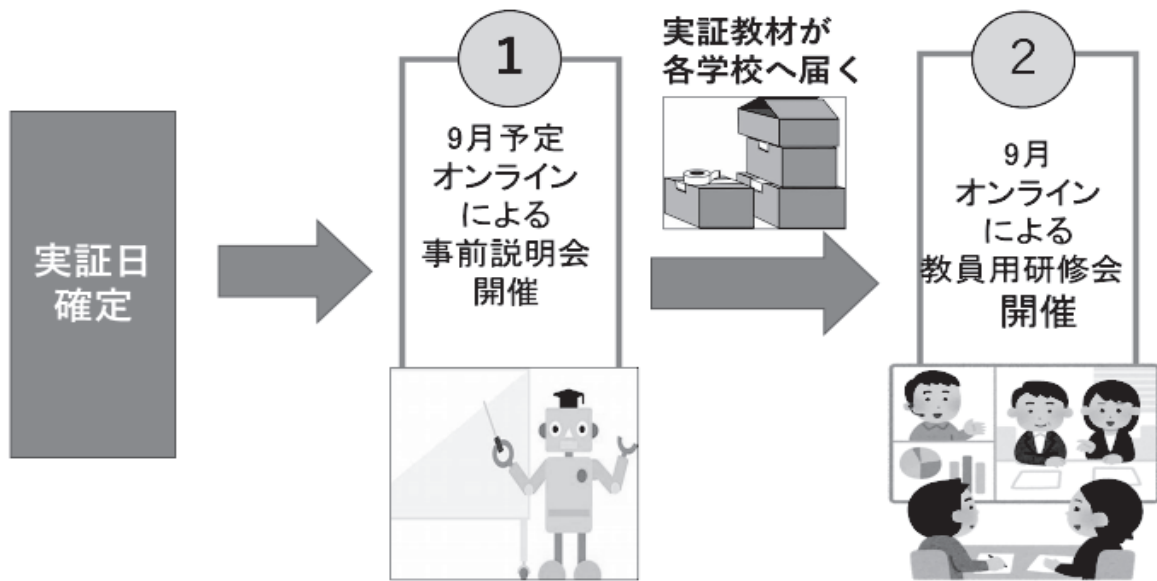 実証日
確定
1
9月予定
オンライン
による
事前説明会
開催
実証教材が
各学校へ届く
2
9月
オンライン
による
教員用研修会
開催